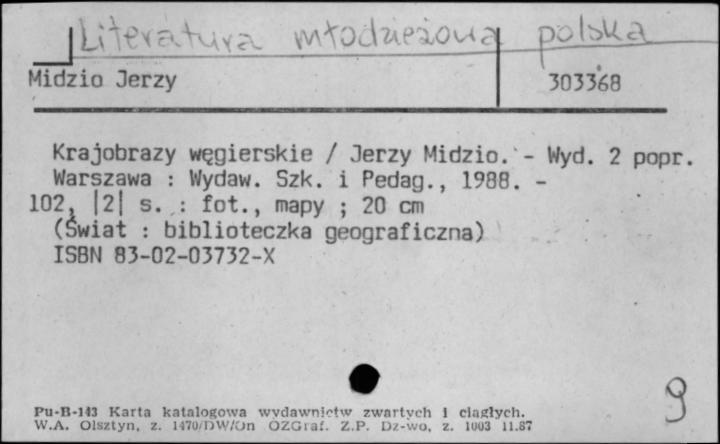 Literatura młodzieżowa polska
Midzio Jerzy 303368
Krajobrazy węgierskie / Jerzy Midzio. - Wyd. 2 popr.
Warszawa : Wydaw. Szk. i Pedag., 1988. -
102, |2| s. : fot., mapy ; 20 cm
(Świat : biblioteczka geograficzna)
ISBN 83-02-03732-X
9
Pu-B-143 Karta katalogowa wydawnictw zwartych i ciągłych.
W.A. Olsztyn, z. 1470/DW/On OZGraf. Z.P. Dz-wo, z. 1003 11.87